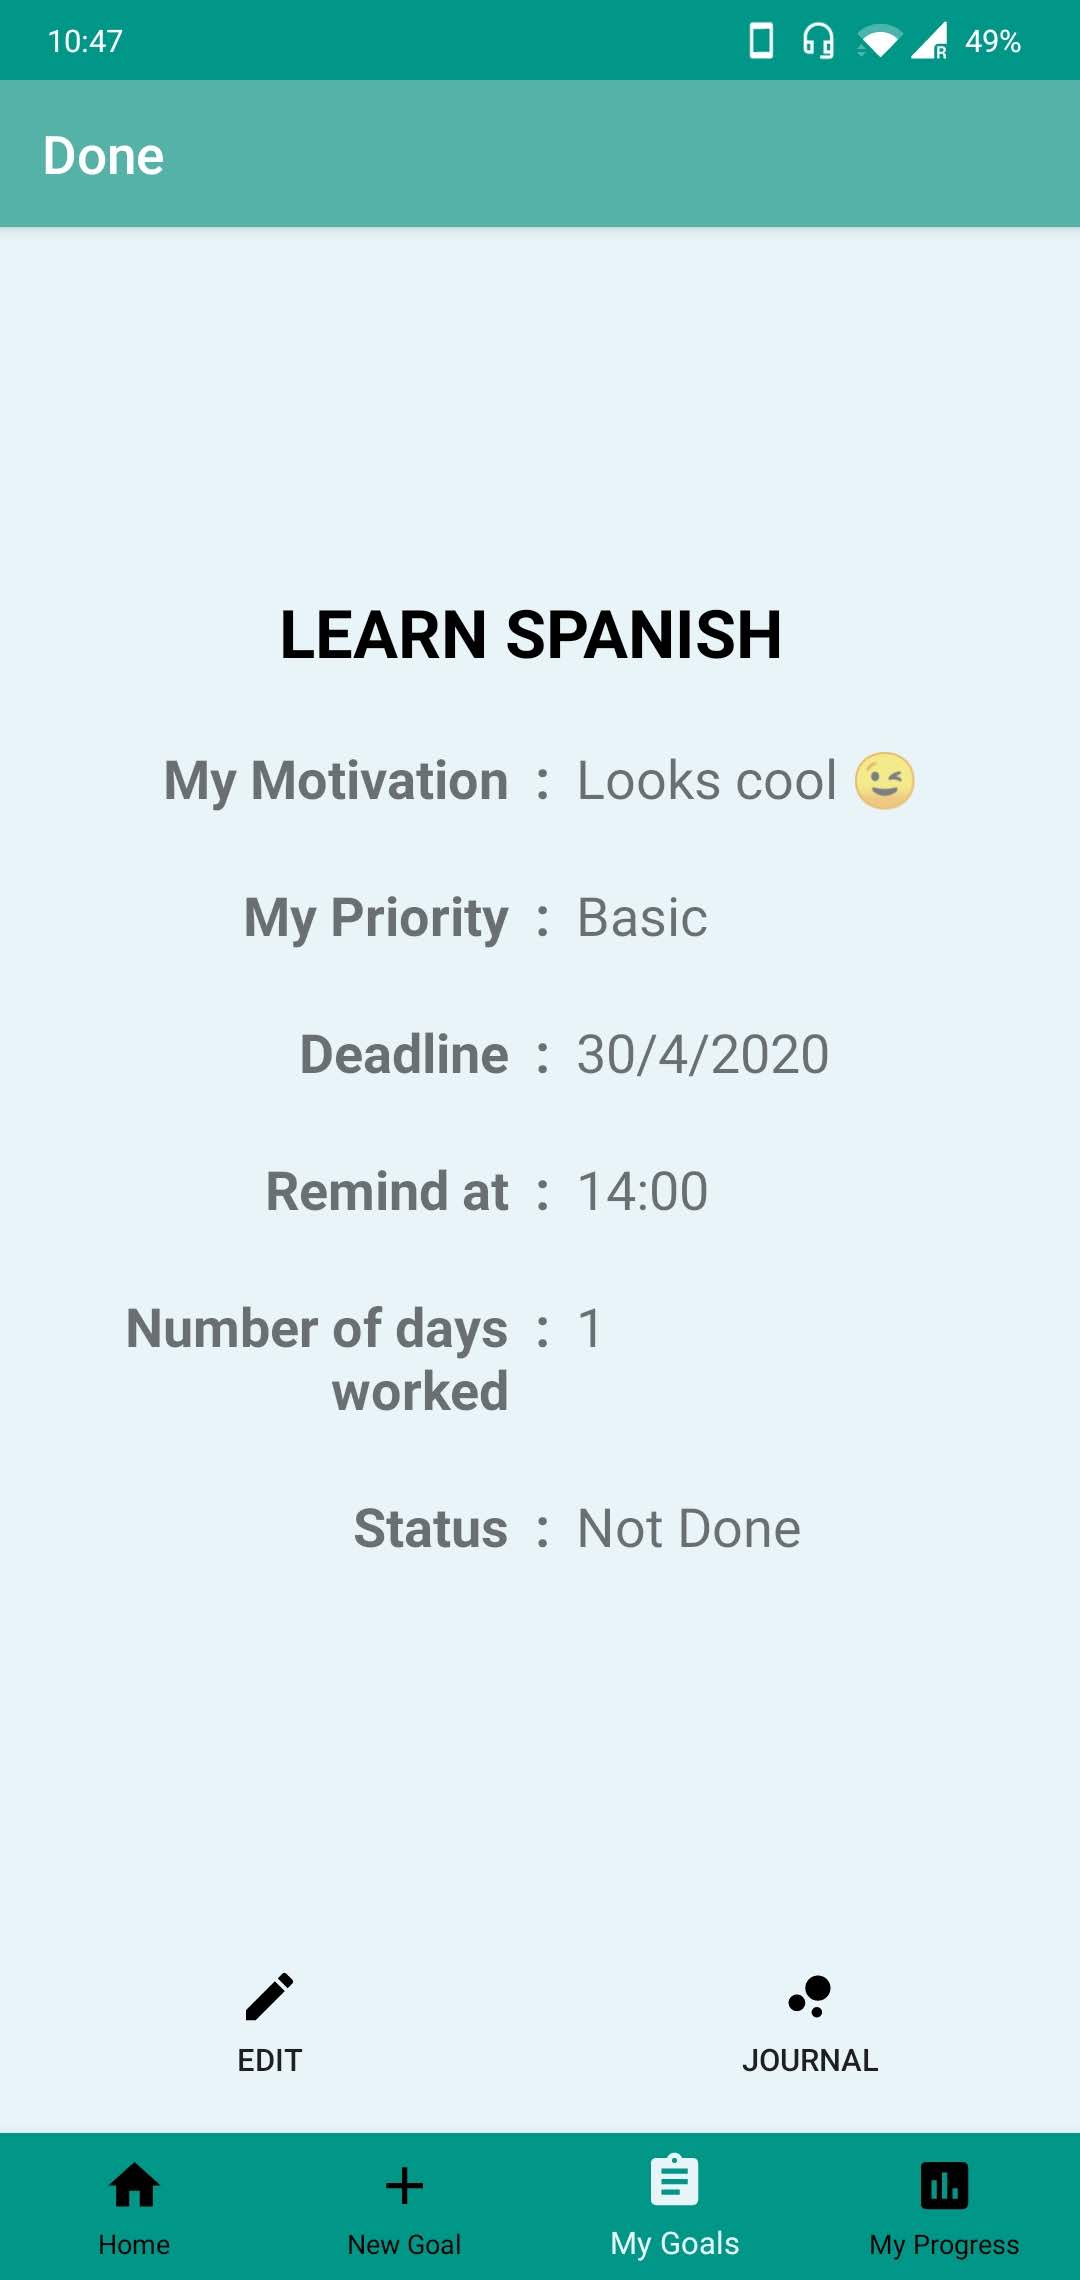 10:47
R
49%
Done
LEARN SPANISH
My Motivation : Looks cool 😉
My Priority : Basic
Deadline : 30/4/2020
Remind at : 14:00
Number of days : 1
worked
Status : Not Done
EDIT
JOURNAL
Home
New Goal
My Goals
My Progress